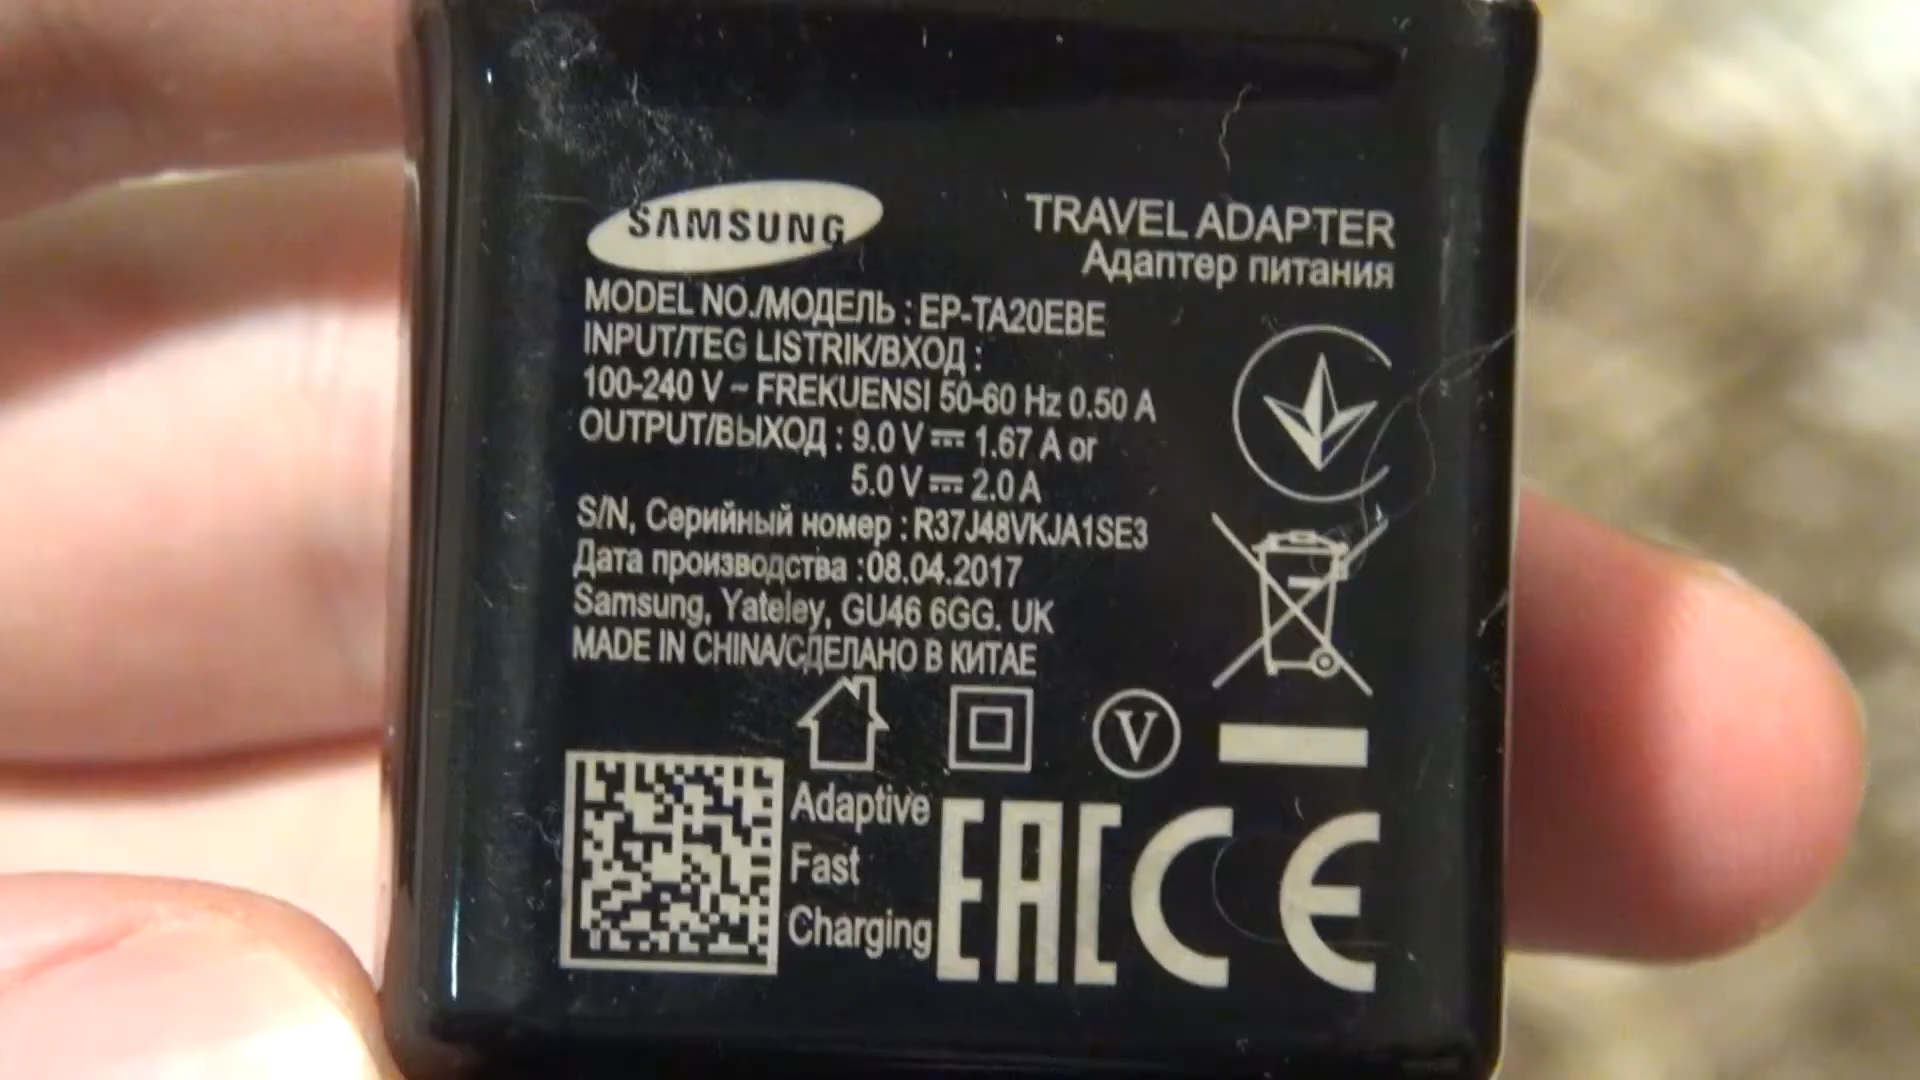 SAMSUNG
TRAVEL ADAPTER
Адаптер питания
MODEL NO./МОДЕЛЬ : EP-TA20EBE
INPUT/TEG LISTRIK/ВХОД :
100-240 V ~ FREKUENSI 50-60 Hz 0.50 A
OUTPUT/ВЫХОД : 9.0 V ⎓ 1.67 A or
5.0 V ⎓ 2.0 A
S/N, Серийный номер : R37J48VKJA1SE3
Дата производства :08.04.2017
Samsung, Yateley, GU46 6GG. UK
MADE IN CHINA/СДЕЛАНО В КИТАЕ
V
Adaptive
Fast
Charging
EAC CE